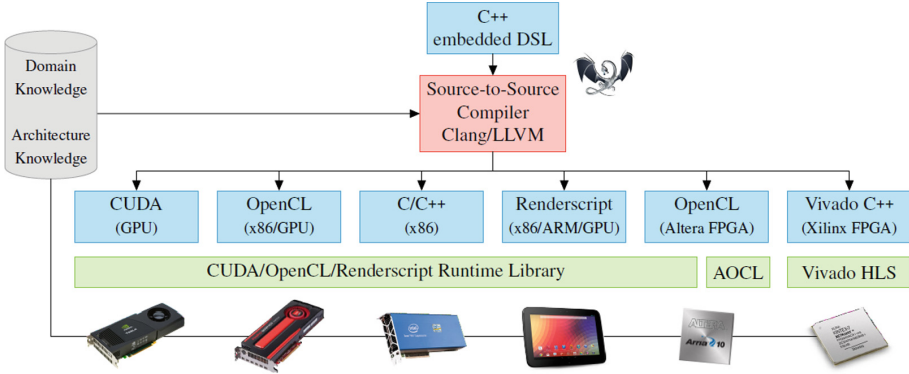 C++
embedded DSL
Domain
Knowledge
Architecture
Knowledge
Source-to-Source
Compiler
Clang/LLVM
CUDA
(GPU)
OpenCL
(x86/GPU)
C/C++
(x86)
Renderscript
(x86/ARM/GPU)
OpenCL
(Altera FPGA)
Vivado C++
(Xilinx FPGA)
CUDA/OpenCL/Renderscript Runtime Library
AOCL
Vivado HLS
Arria 10